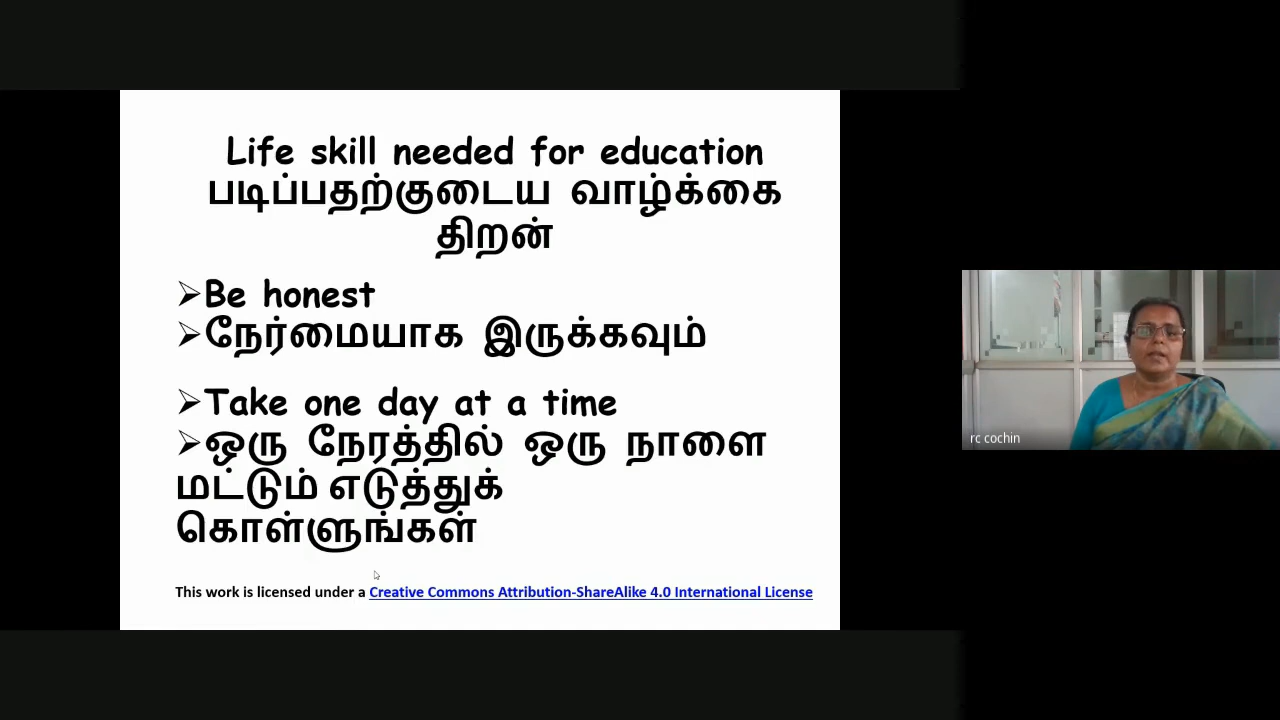 Life skill needed for education
படிப்பதற்குடைய வாழ்க்கை
திறன்
➢Be honest
➢நேர்மையாக இருக்கவும்
➢Take one day at a time
➢ஒரு நேரத்தில் ஒரு நாளை
மட்டும் எடுத்துக்
கொள்ளுங்கள்
This work is licensed under a Creative Commons Attribution-ShareAlike 4.0 International License
rc cochin